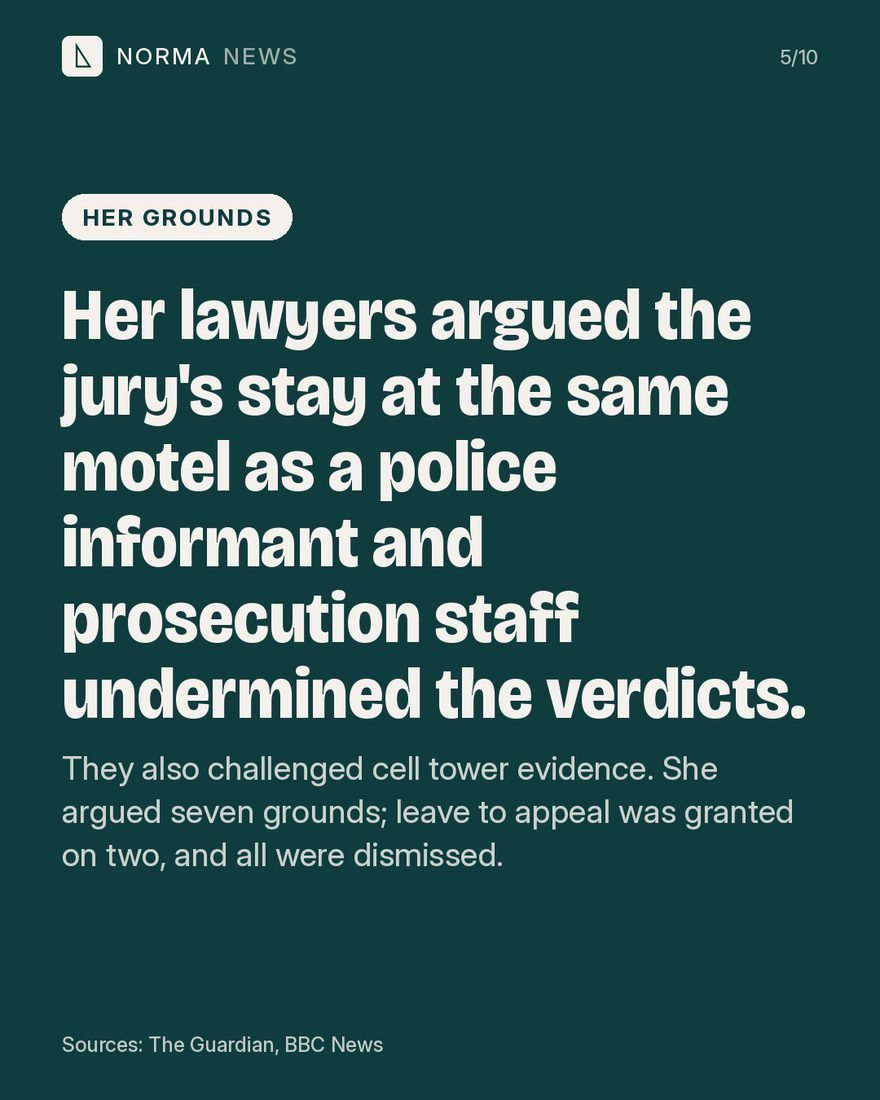 NORMA NEWS
5/10
HER GROUNDS
Her lawyers argued the
jury's stay at the same
motel as a police
informant and
prosecution staff
undermined the verdicts.
They also challenged cell tower evidence. She
argued seven grounds; leave to appeal was granted
on two, and all were dismissed.
Sources: The Guardian, BBC News